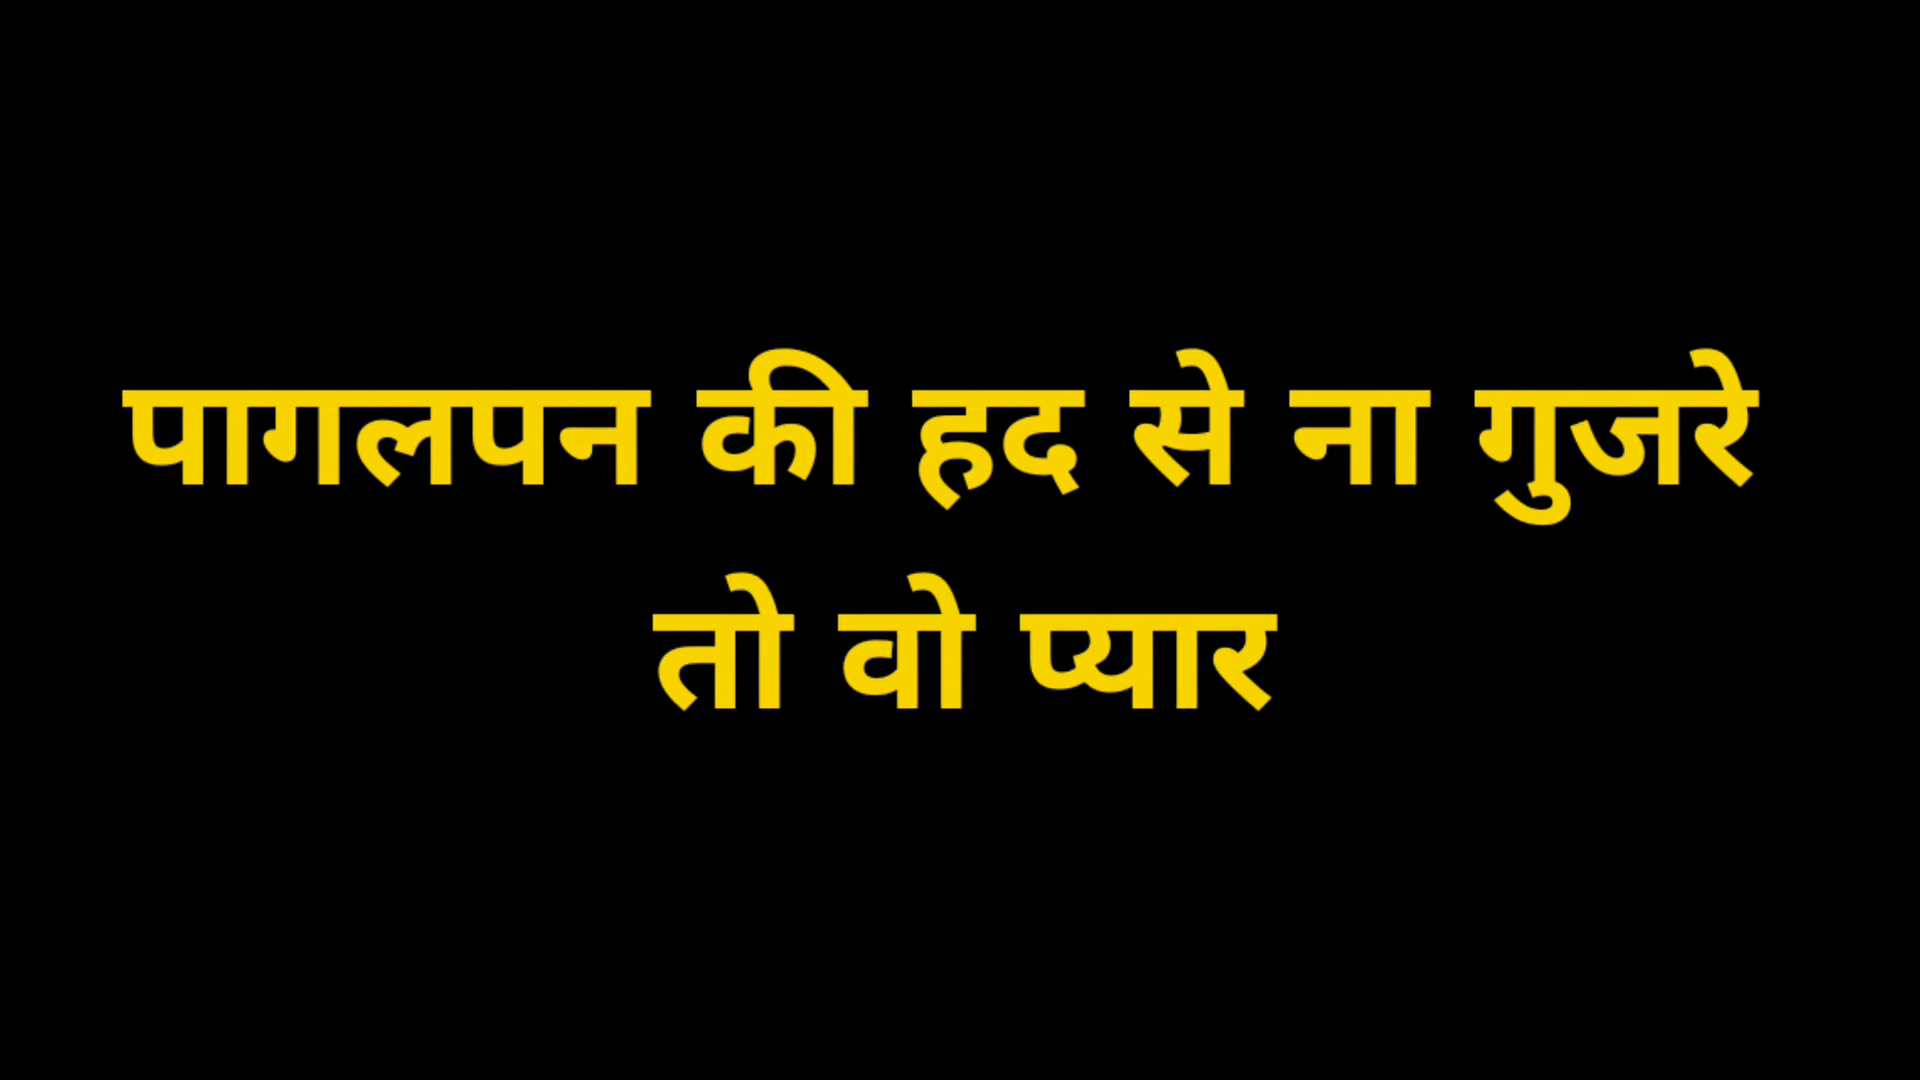 पागलपन की हद से ना गुजरे
तो वो प्यार